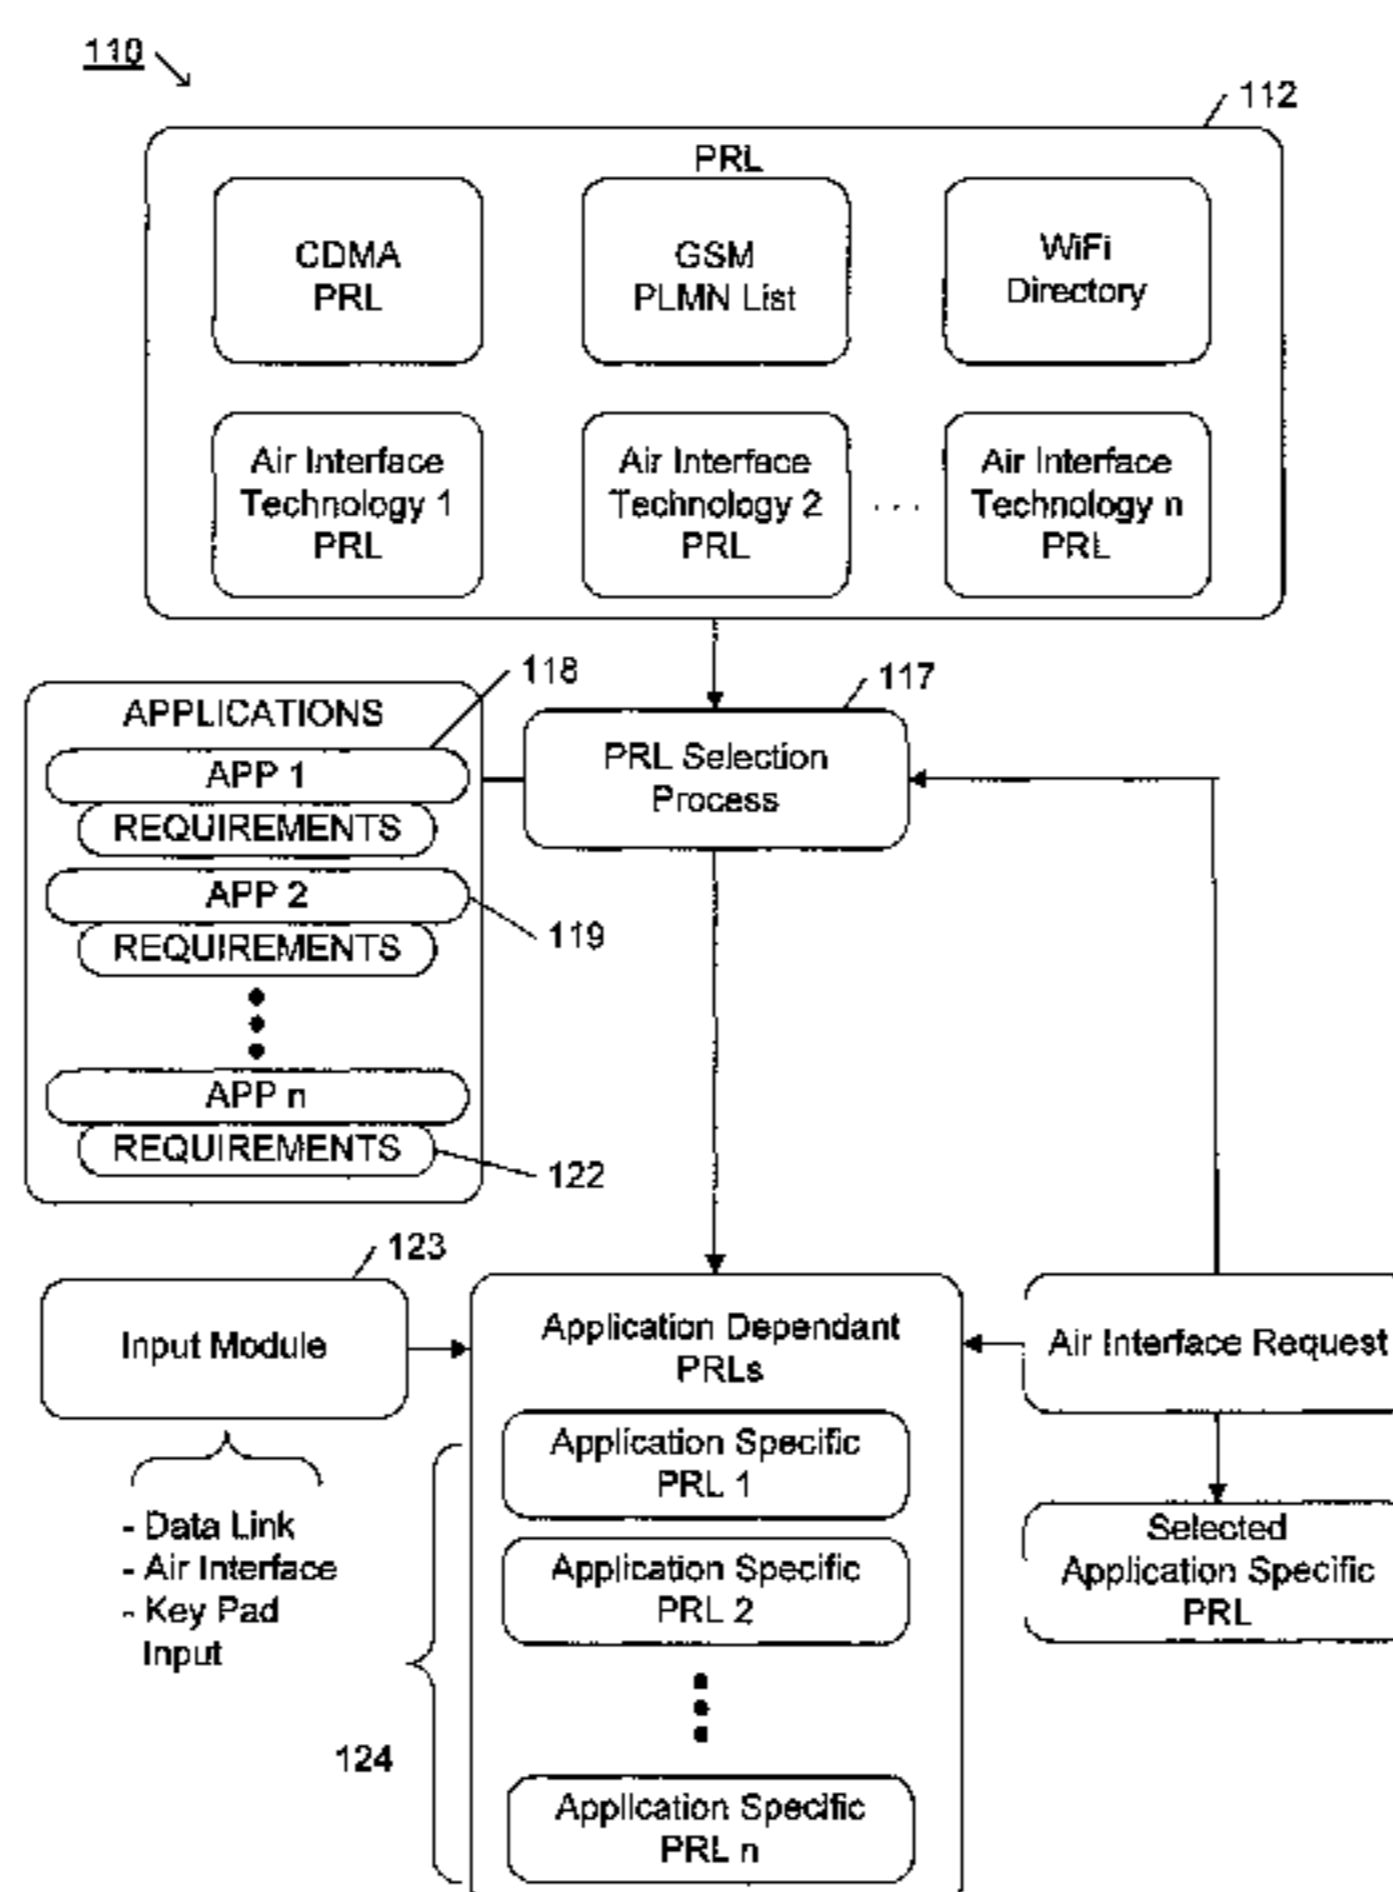 110
112
PRL
CDMA
PRL
GSM
PLMN List
WiFi
Directory
Air Interface
Technology 1
PRL
Air Interface
Technology 2
PRL
. . .
Air Interface
Technology n
PRL
118
117
APPLICATIONS
APP 1
REQUIREMENTS
APP 2
119
REQUIREMENTS
APP n
REQUIREMENTS
122
PRL Selection
Process
123
Input Module
- Data Link
- Air Interface
- Key Pad
Input
Application Dependant
PRLs
Application Specific
PRL 1
Application Specific
PRL 2
124
Application Specific
PRL n
Air Interface Request
Selected
Application Specific
PRL